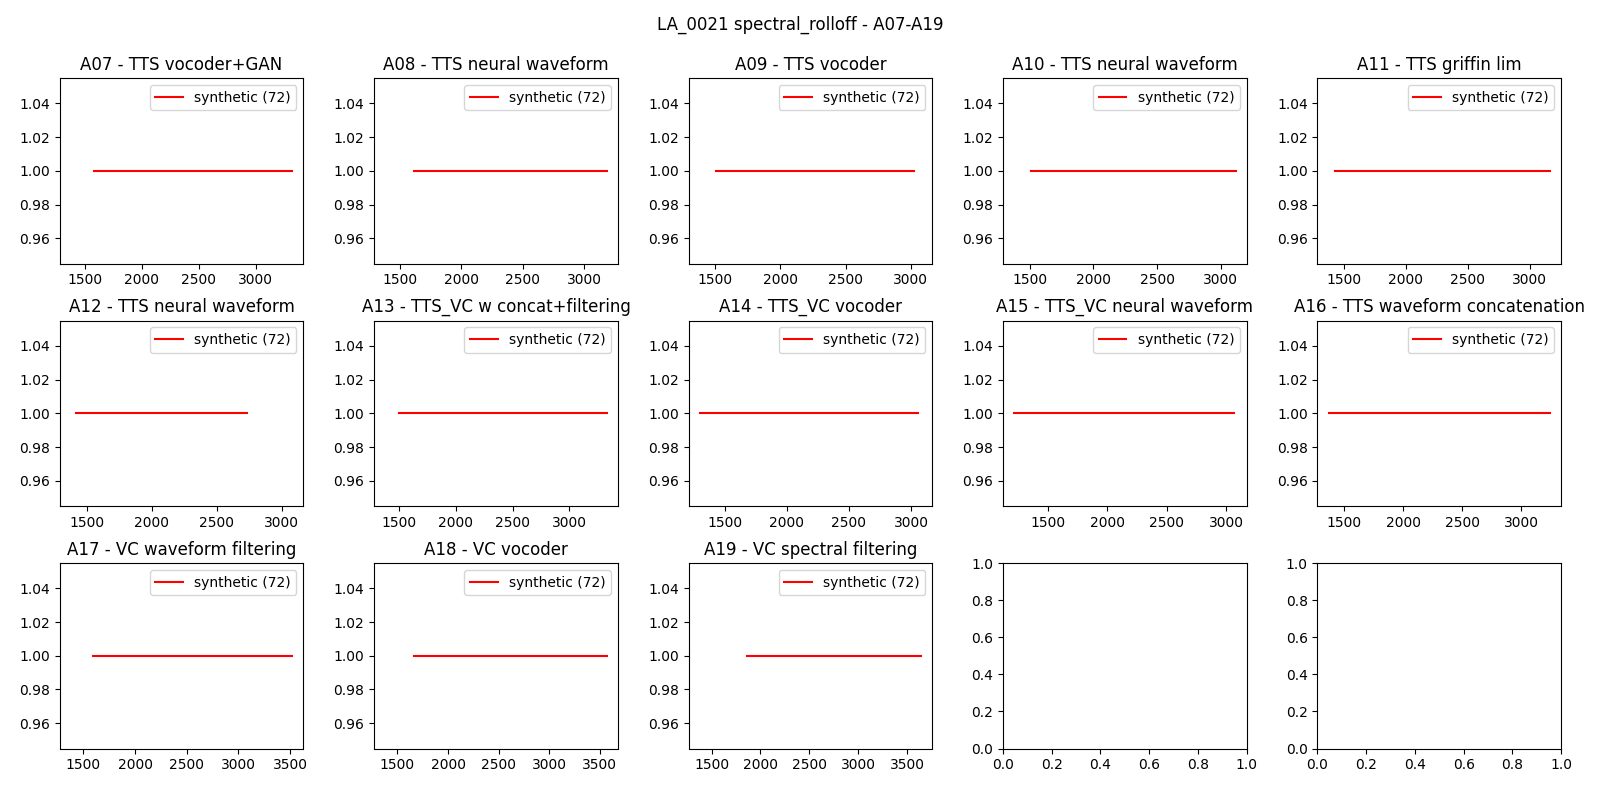 LA_0021 spectral_rolloff - A07-A19
A07 - TTS vocoder+GAN
synthetic (72)
1.04
1.02
1.00
0.98
0.96
1500 2000 2500 3000
A08 - TTS neural waveform
synthetic (72)
1.04
1.02
1.00
0.98
0.96
1500 2000 2500 3000
A09 - TTS vocoder
synthetic (72)
1.04
1.02
1.00
0.98
0.96
1500 2000 2500 3000
A10 - TTS neural waveform
synthetic (72)
1.04
1.02
1.00
0.98
0.96
1500 2000 2500 3000
A11 - TTS griffin lim
synthetic (72)
1.04
1.02
1.00
0.98
0.96
1500 2000 2500 3000
A12 - TTS neural waveform
synthetic (72)
1.04
1.02
1.00
0.98
0.96
1500 2000 2500 3000
A13 - TTS_VC w concat+filtering
synthetic (72)
1.04
1.02
1.00
0.98
0.96
1500 2000 2500 3000
A14 - TTS_VC vocoder
synthetic (72)
1.04
1.02
1.00
0.98
0.96
1500 2000 2500 3000
A15 - TTS_VC neural waveform
synthetic (72)
1.04
1.02
1.00
0.98
0.96
1500 2000 2500 3000
A16 - TTS waveform concatenation
synthetic (72)
1.04
1.02
1.00
0.98
0.96
1500 2000 2500 3000
A17 - VC waveform filtering
synthetic (72)
1.04
1.02
1.00
0.98
0.96
1500 2000 2500 3000 3500
A18 - VC vocoder
synthetic (72)
1.04
1.02
1.00
0.98
0.96
1500 2000 2500 3000 3500
A19 - VC spectral filtering
synthetic (72)
1.04
1.02
1.00
0.98
0.96
1500 2000 2500 3000 3500
1.0
0.8
0.6
0.4
0.2
0.0
0.0 0.2 0.4 0.6 0.8 1.0
1.0
0.8
0.6
0.4
0.2
0.0
0.0 0.2 0.4 0.6 0.8 1.0